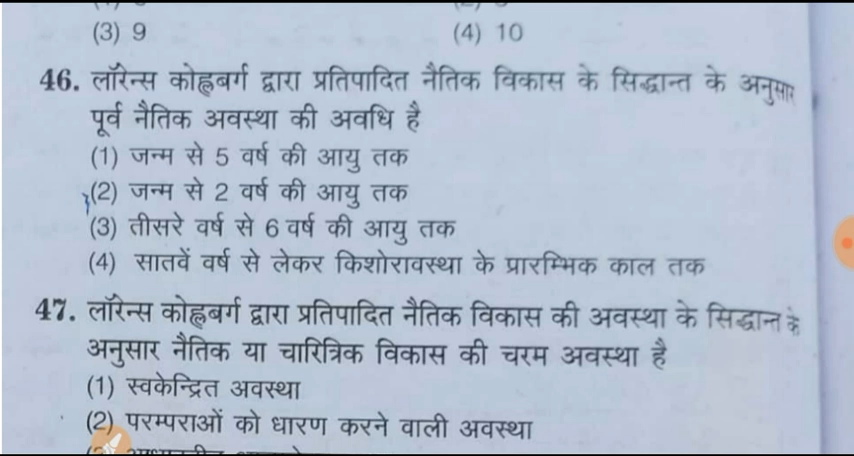 (3) 9 (4) 10
46. लॉरेन्स कोह्लबर्ग द्वारा प्रतिपादित नैतिक विकास के सिद्धान्त के अनुसार
पूर्व नैतिक अवस्था की अवधि है
(1) जन्म से 5 वर्ष की आयु तक
(2) जन्म से 2 वर्ष की आयु तक
(3) तीसरे वर्ष से 6 वर्ष की आयु तक
(4) सातवें वर्ष से लेकर किशोरावस्था के प्रारम्भिक काल तक
47. लॉरेन्स कोह्लबर्ग द्वारा प्रतिपादित नैतिक विकास की अवस्था के सिद्धान्त के
अनुसार नैतिक या चारित्रिक विकास की चरम अवस्था है
(1) स्वकेन्द्रित अवस्था
(2) परम्पराओं को धारण करने वाली अवस्था